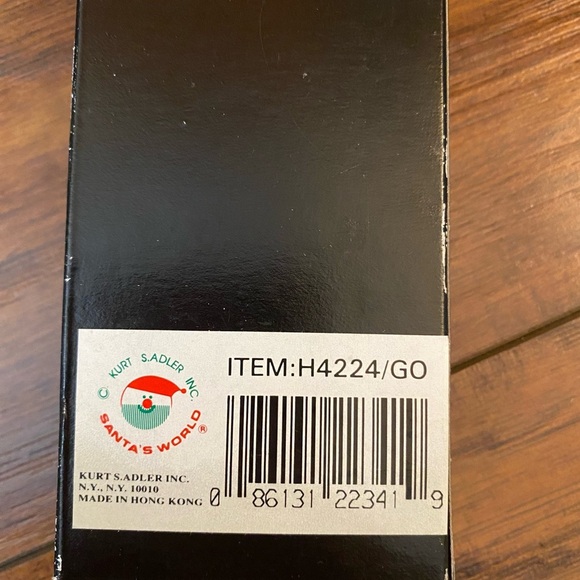 © KURT S.ADLER INC.
SANTA'S WORLD ®
KURT S.ADLER INC.
N.Y., N.Y. 10010
MADE IN HONG KONG
ITEM:H4224/GO
0 86131 22341 9